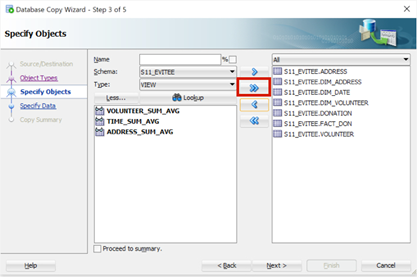 Database Copy Wizard - Step 3 of 5
Specify Objects
Source/Destination
Object Types
Specify Objects
Specify Data
Copy Summary
Name
%
Schema:
S11_EVITEE
Type:
VIEW
Less...
Lookup
VOLUNTEER_SUM_AVG
TIME_SUM_AVG
ADDRESS_SUM_AVG
Proceed to summary.
All
S11_EVITEE.ADDRESS
S11_EVITEE.DIM_ADDRESS
S11_EVITEE.DIM_DATE
S11_EVITEE.DIM_VOLUNTEER
S11_EVITEE.DONATION
S11_EVITEE.FACT_DON
S11_EVITEE.VOLUNTEER
Help
< Back
Next >
Finish
Cancel